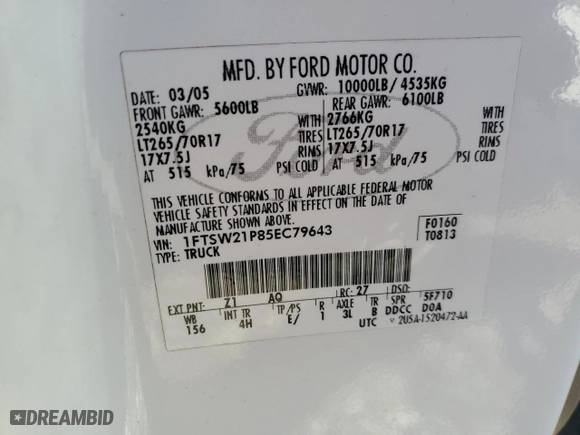 MFD. BY FORD MOTOR CO.
DATE: 03/05 GVWR: 10000LB / 4535KG
FRONT GAWR: 5600LB REAR GAWR: 6100LB
2540KG WITH 2766KG WITH
LT265/70R17 TIRES LT265/70R17 TIRES
17X7.5J RIMS 17X7.5J RIMS
AT 515 kPa/75 PSI COLD AT 515 kPa/75 PSI COLD
Ford
THIS VEHICLE CONFORMS TO ALL APPLICABLE FEDERAL MOTOR
VEHICLE SAFETY STANDARDS IN EFFECT ON THE DATE OF
MANUFACTURE SHOWN ABOVE.
VIN: 1FTSW21P85EC79643 F0160
TYPE: TRUCK T0813
EXT PNT: Z1 AQ RC: 27 DSO:
WB INT TR TP/PS R AXLE TR SPR 5F710
156 4H E/ 1 3L B DDCC D0A
UTC 2U5A-1520472-AA
DREAMBID